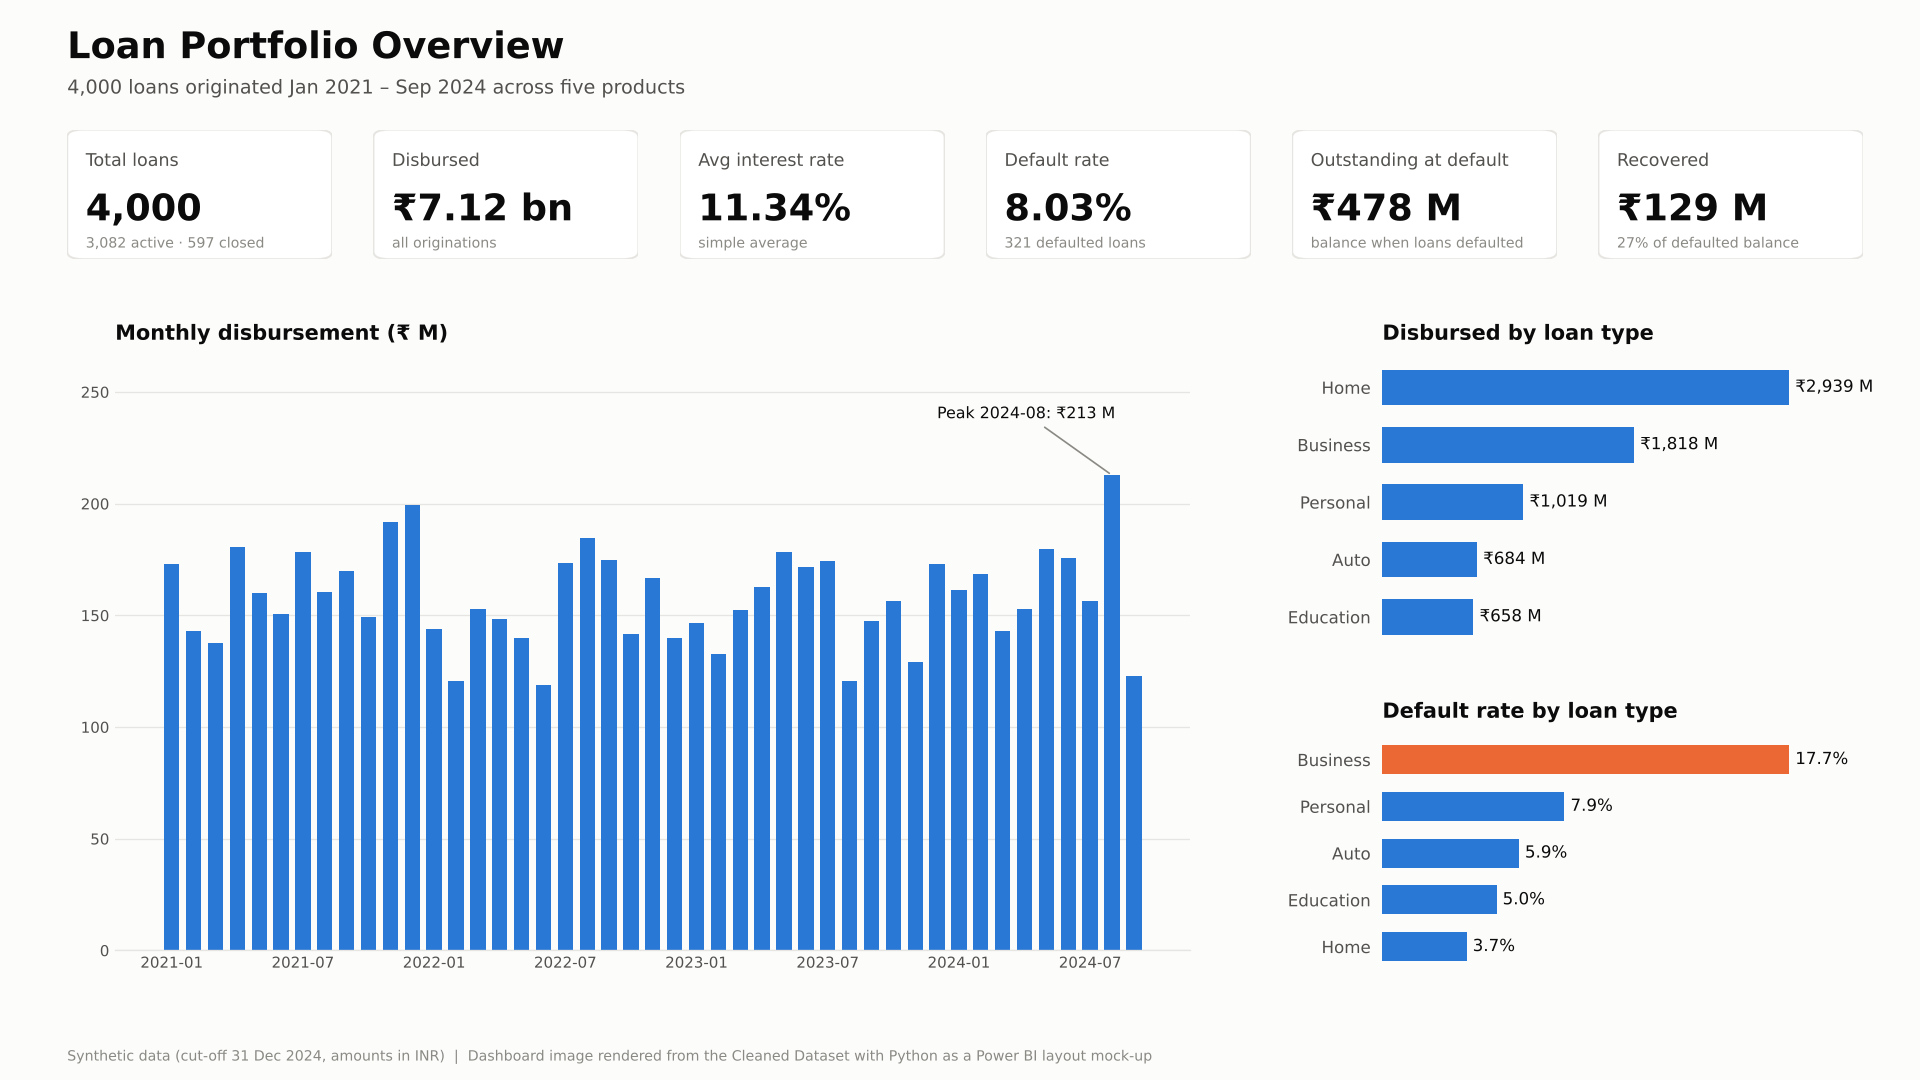 Loan Portfolio Overview
4,000 loans originated Jan 2021 – Sep 2024 across five products
Total loans
4,000
3,082 active · 597 closed
Disbursed
₹7.12 bn
all originations
Avg interest rate
11.34%
simple average
Default rate
8.03%
321 defaulted loans
Outstanding at default
₹478 M
balance when loans defaulted
Recovered
₹129 M
27% of defaulted balance
Monthly disbursement (₹ M)
250
200
150
100
50
0
Peak 2024-08: ₹213 M
2021-01
2021-07
2022-01
2022-07
2023-01
2023-07
2024-01
2024-07
Disbursed by loan type
Home ₹2,939 M
Business ₹1,818 M
Personal ₹1,019 M
Auto ₹684 M
Education ₹658 M
Default rate by loan type
Business 17.7%
Personal 7.9%
Auto 5.9%
Education 5.0%
Home 3.7%
Synthetic data (cut-off 31 Dec 2024, amounts in INR) | Dashboard image rendered from the Cleaned Dataset with Python as a Power BI layout mock-up